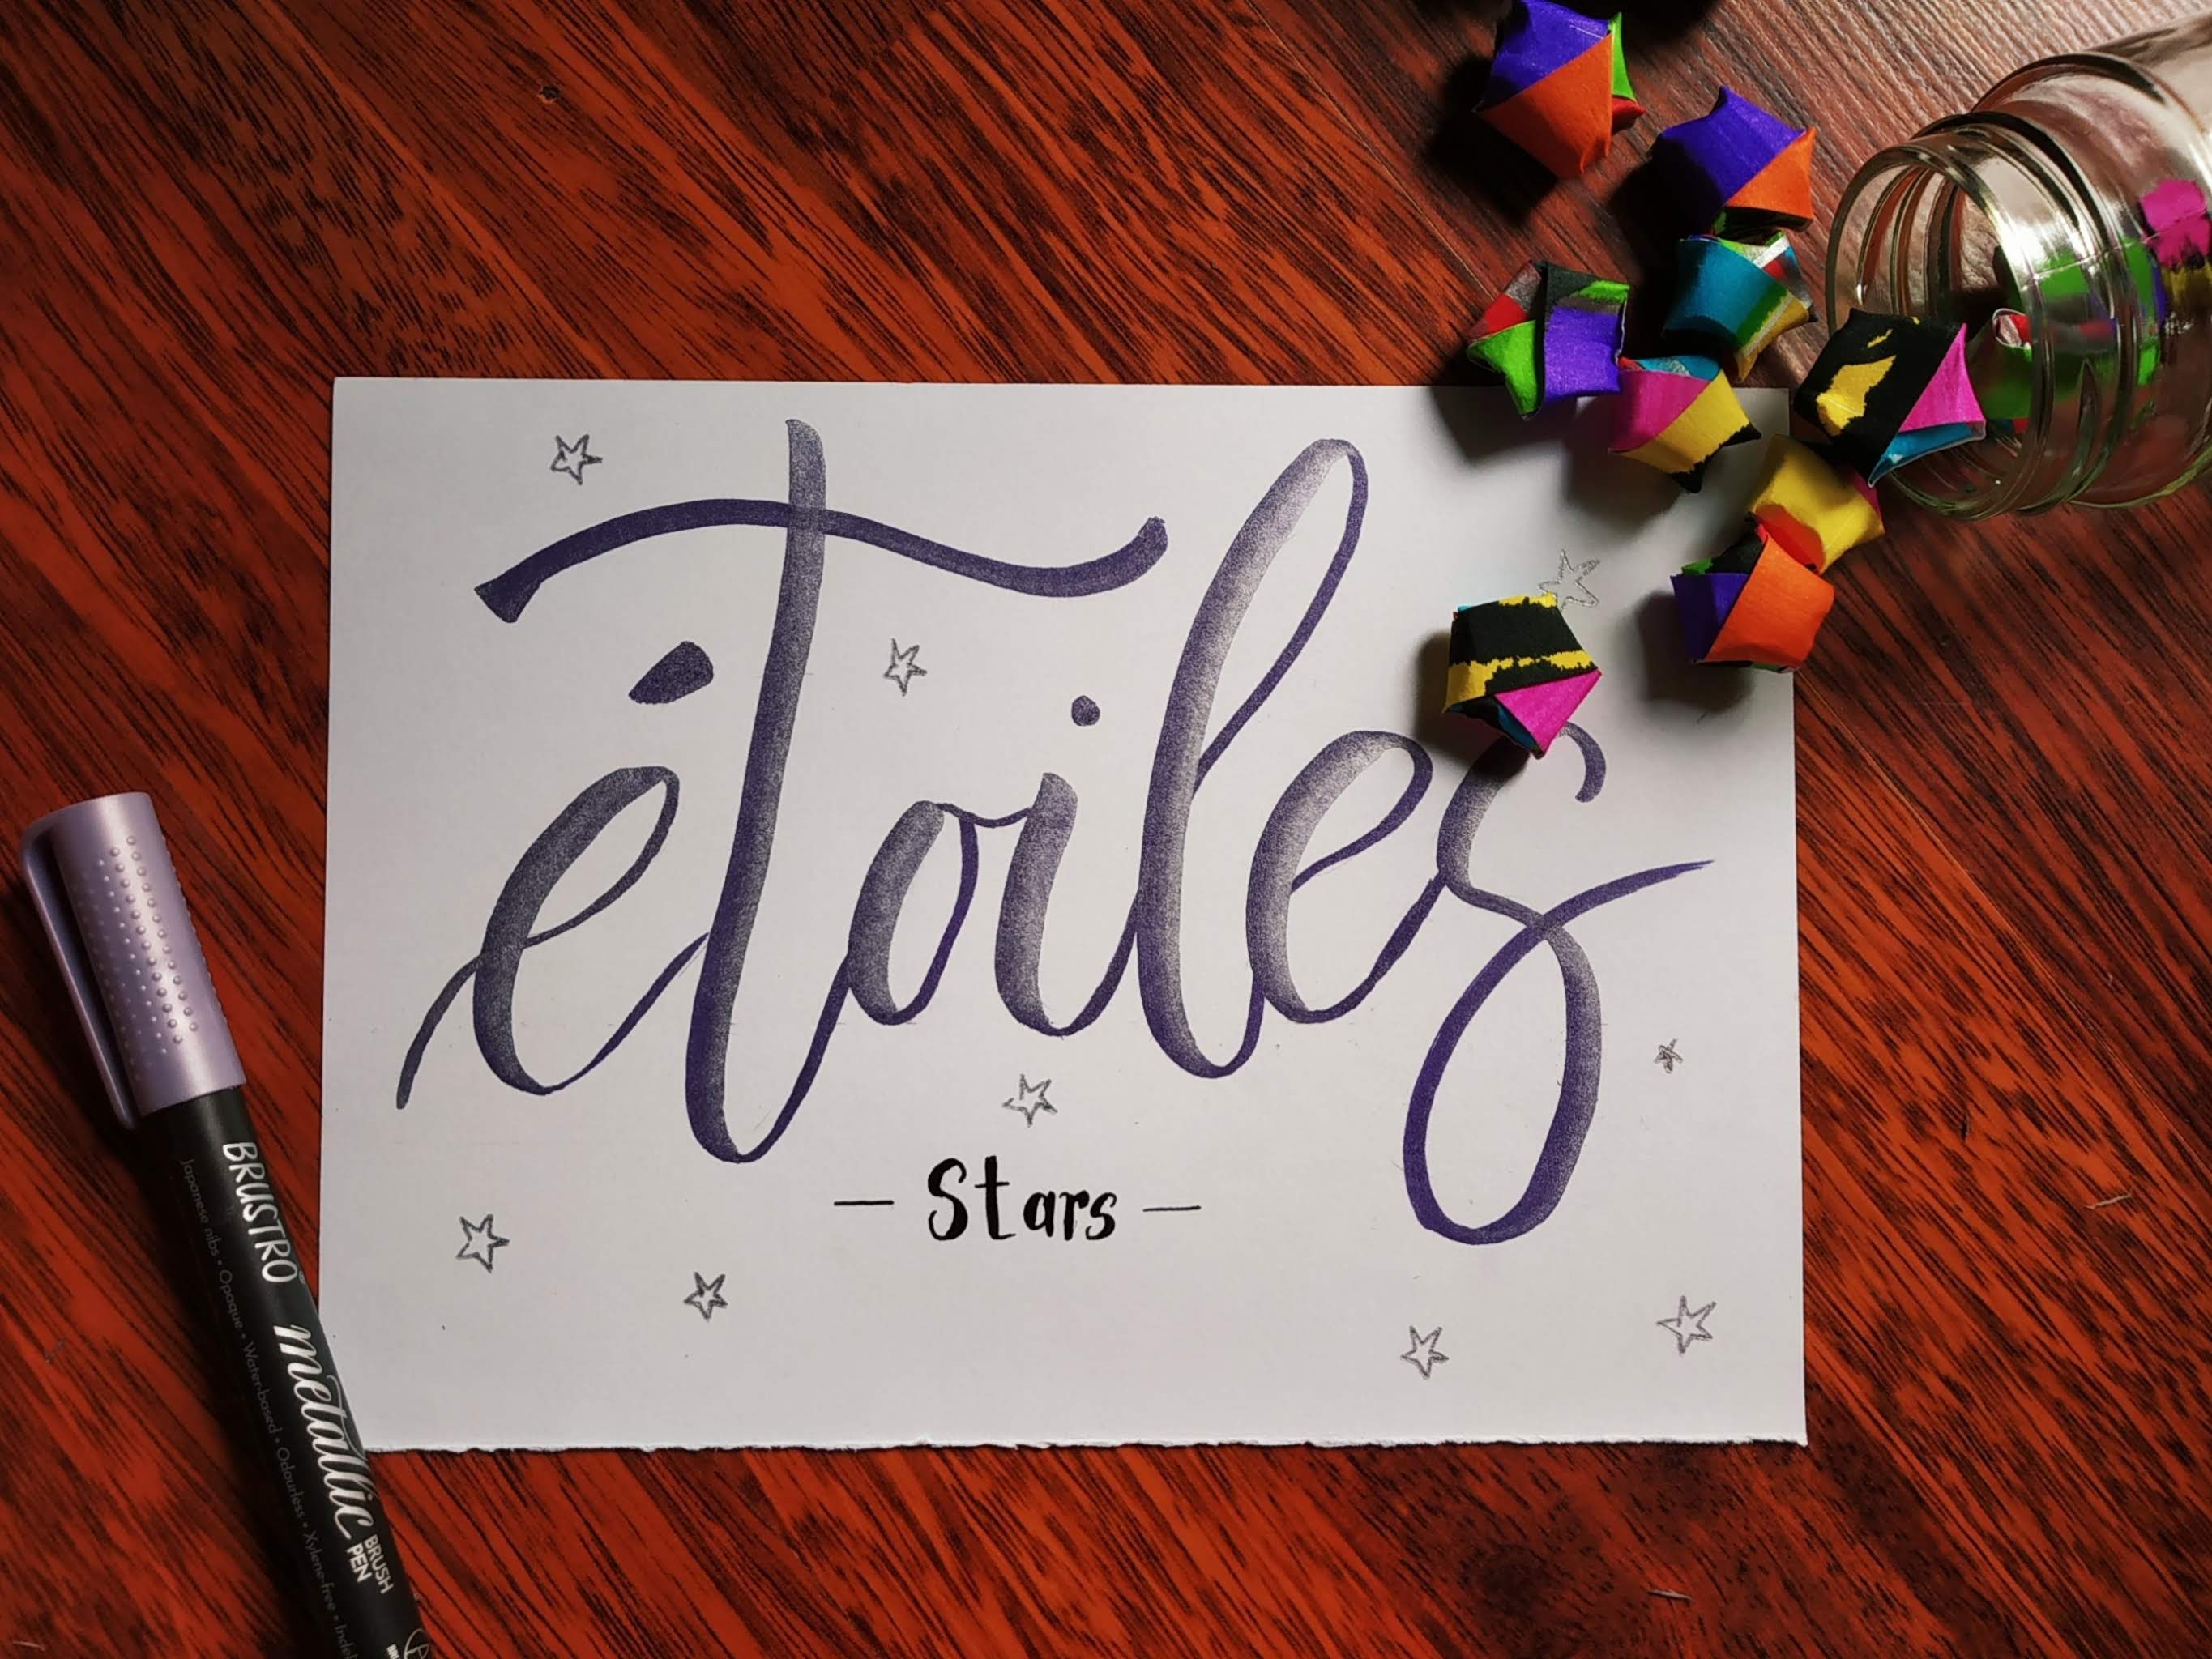 étoiles
- Stars -
BRUSTRO
metallic BRUSH PEN
Japanese nibs • Opaque • Water-based • Odourless • Xylene-free •